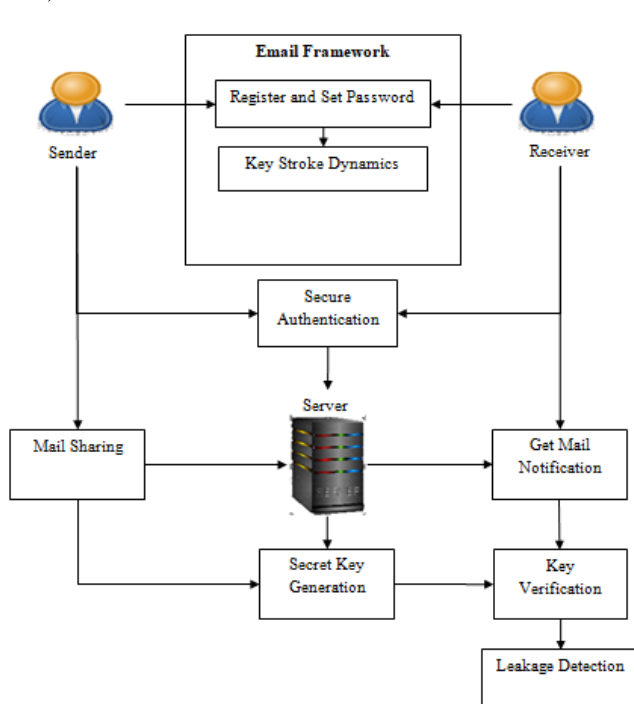 Email Framework
Register and Set Password
Key Stroke Dynamics
Sender
Receiver
Secure
Authentication
Server
Mail Sharing
Get Mail
Notification
Secret Key
Generation
Key
Verification
Leakage Detection